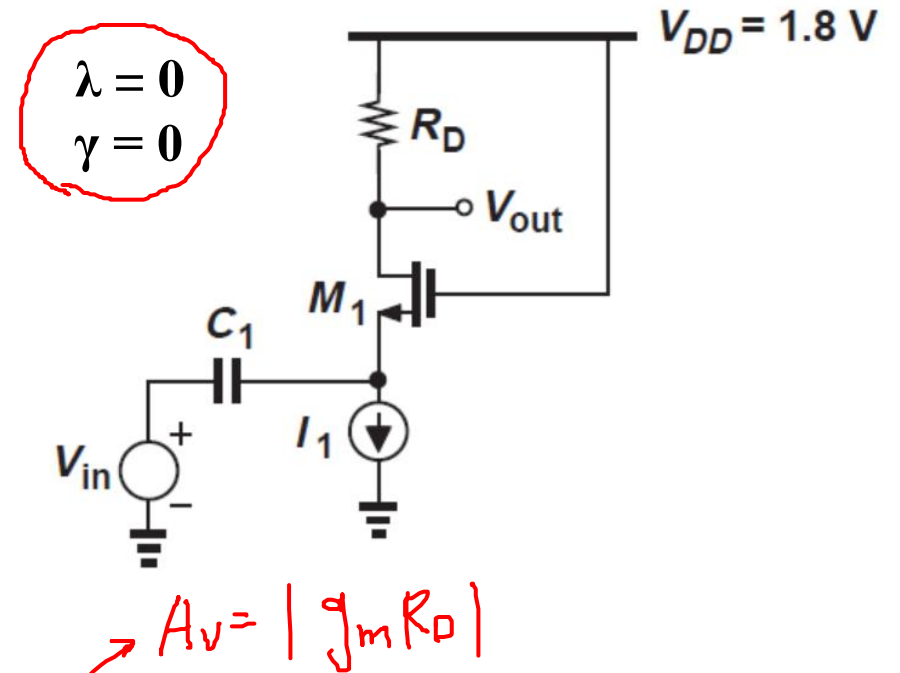 V_DD = 1.8 V
λ = 0
γ = 0
R_D
V_out
M_1
C_1
I_1
+
V_in
−
A_v = | g_m R_D |